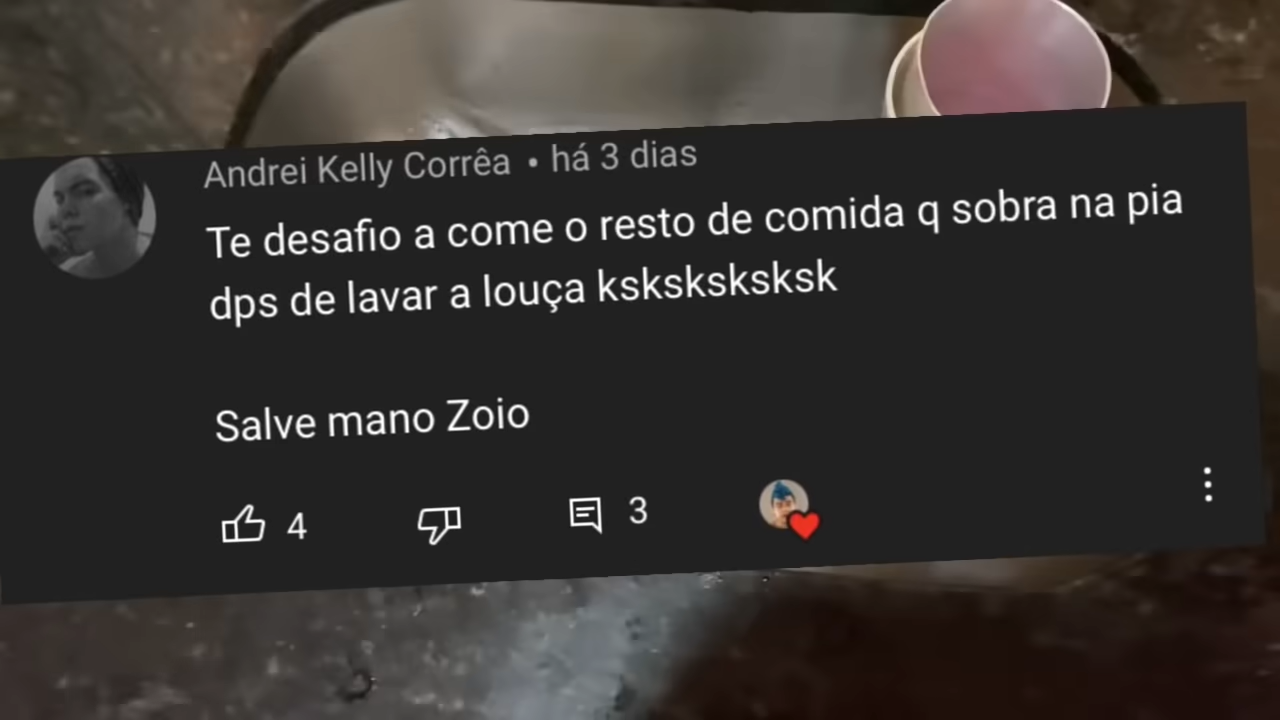 Andrei Kelly Corrêa • há 3 dias
Te desafio a come o resto de comida q sobra na pia
dps de lavar a louça ksksksksksk
Salve mano Zoio
4 3